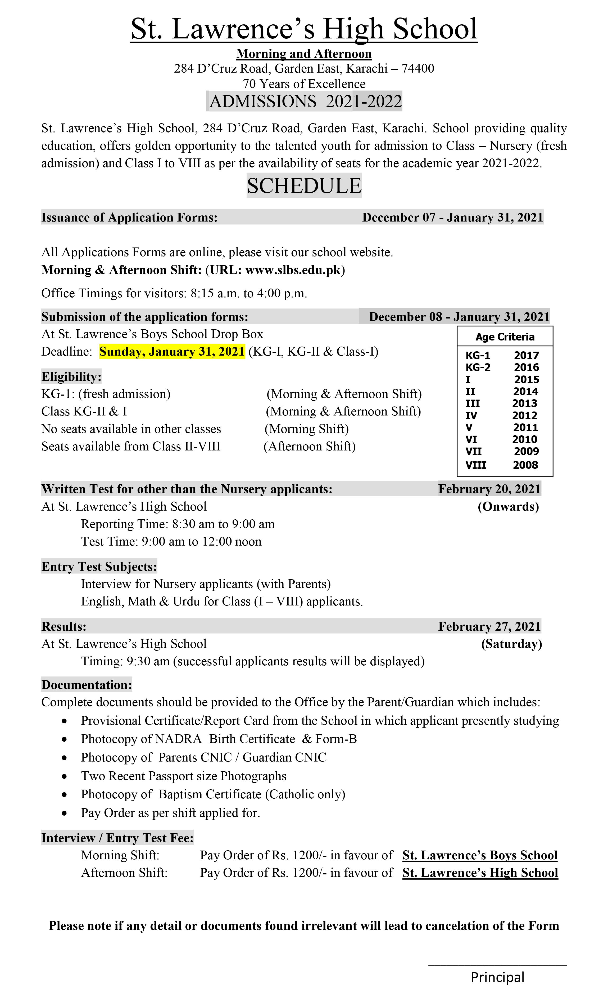 St. Lawrence’s High School
Morning and Afternoon
284 D’Cruz Road, Garden East, Karachi – 74400
70 Years of Excellence
ADMISSIONS 2021-2022
St. Lawrence’s High School, 284 D’Cruz Road, Garden East, Karachi. School providing quality
education, offers golden opportunity to the talented youth for admission to Class – Nursery (fresh
admission) and Class I to VIII as per the availability of seats for the academic year 2021-2022.
SCHEDULE
Issuance of Application Forms: December 07 - January 31, 2021
All Applications Forms are online, please visit our school website.
Morning & Afternoon Shift: (URL: www.slbs.edu.pk)
Office Timings for visitors: 8:15 a.m. to 4:00 p.m.
Submission of the application forms: December 08 - January 31, 2021
At St. Lawrence’s Boys School Drop Box
Deadline: Sunday, January 31, 2021 (KG-I, KG-II & Class-I)
Eligibility:
KG-1: (fresh admission) (Morning & Afternoon Shift)
Class KG-II & I (Morning & Afternoon Shift)
No seats available in other classes (Morning Shift)
Seats available from Class II-VIII (Afternoon Shift)
Age Criteria
KG-1 2017
KG-2 2016
I 2015
II 2014
III 2013
IV 2012
V 2011
VI 2010
VII 2009
VIII 2008
Written Test for other than the Nursery applicants: February 20, 2021
At St. Lawrence’s High School (Onwards)
Reporting Time: 8:30 am to 9:00 am
Test Time: 9:00 am to 12:00 noon
Entry Test Subjects:
Interview for Nursery applicants (with Parents)
English, Math & Urdu for Class (I – VIII) applicants.
Results: February 27, 2021
At St. Lawrence’s High School (Saturday)
Timing: 9:30 am (successful applicants results will be displayed)
Documentation:
Complete documents should be provided to the Office by the Parent/Guardian which includes:
• Provisional Certificate/Report Card from the School in which applicant presently studying
• Photocopy of NADRA Birth Certificate & Form-B
• Photocopy of Parents CNIC / Guardian CNIC
• Two Recent Passport size Photographs
• Photocopy of Baptism Certificate (Catholic only)
• Pay Order as per shift applied for.
Interview / Entry Test Fee:
Morning Shift: Pay Order of Rs. 1200/- in favour of St. Lawrence’s Boys School
Afternoon Shift: Pay Order of Rs. 1200/- in favour of St. Lawrence’s High School
Please note if any detail or documents found irrelevant will lead to cancelation of the Form
Principal